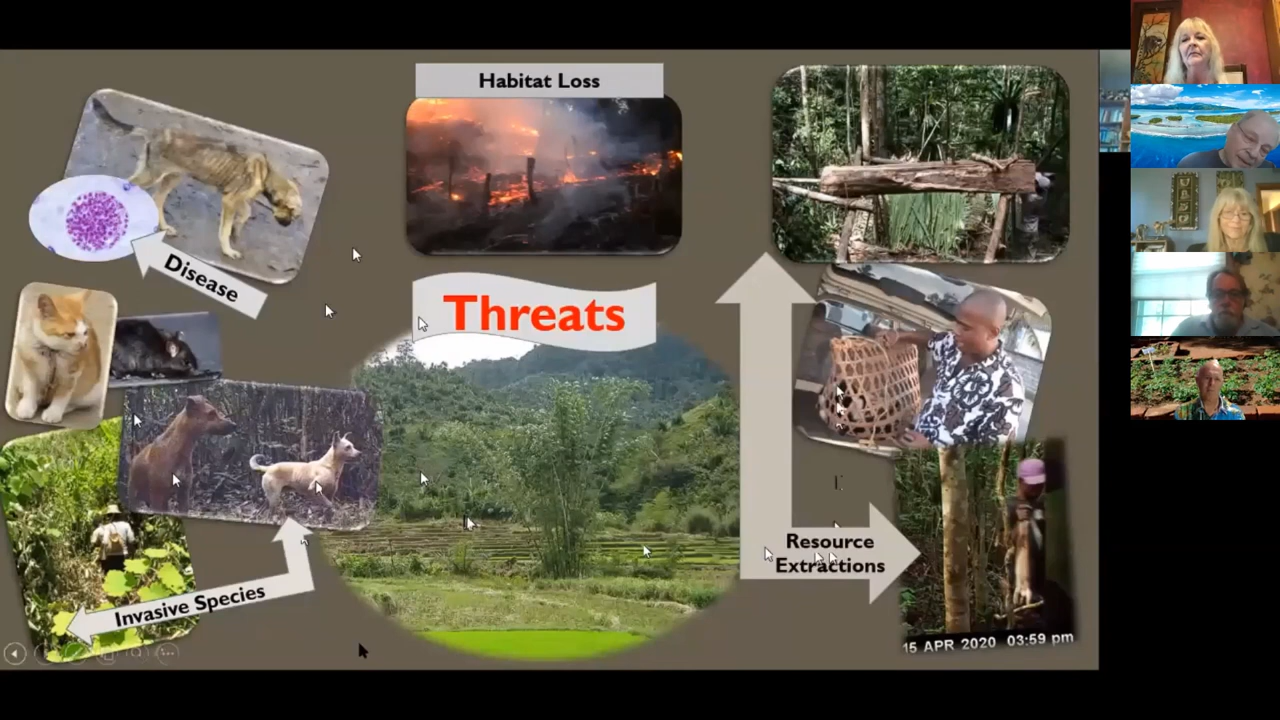 Habitat Loss
Threats
Disease
Invasive Species
Resource
Extractions
15 APR 2020 03:59 pm